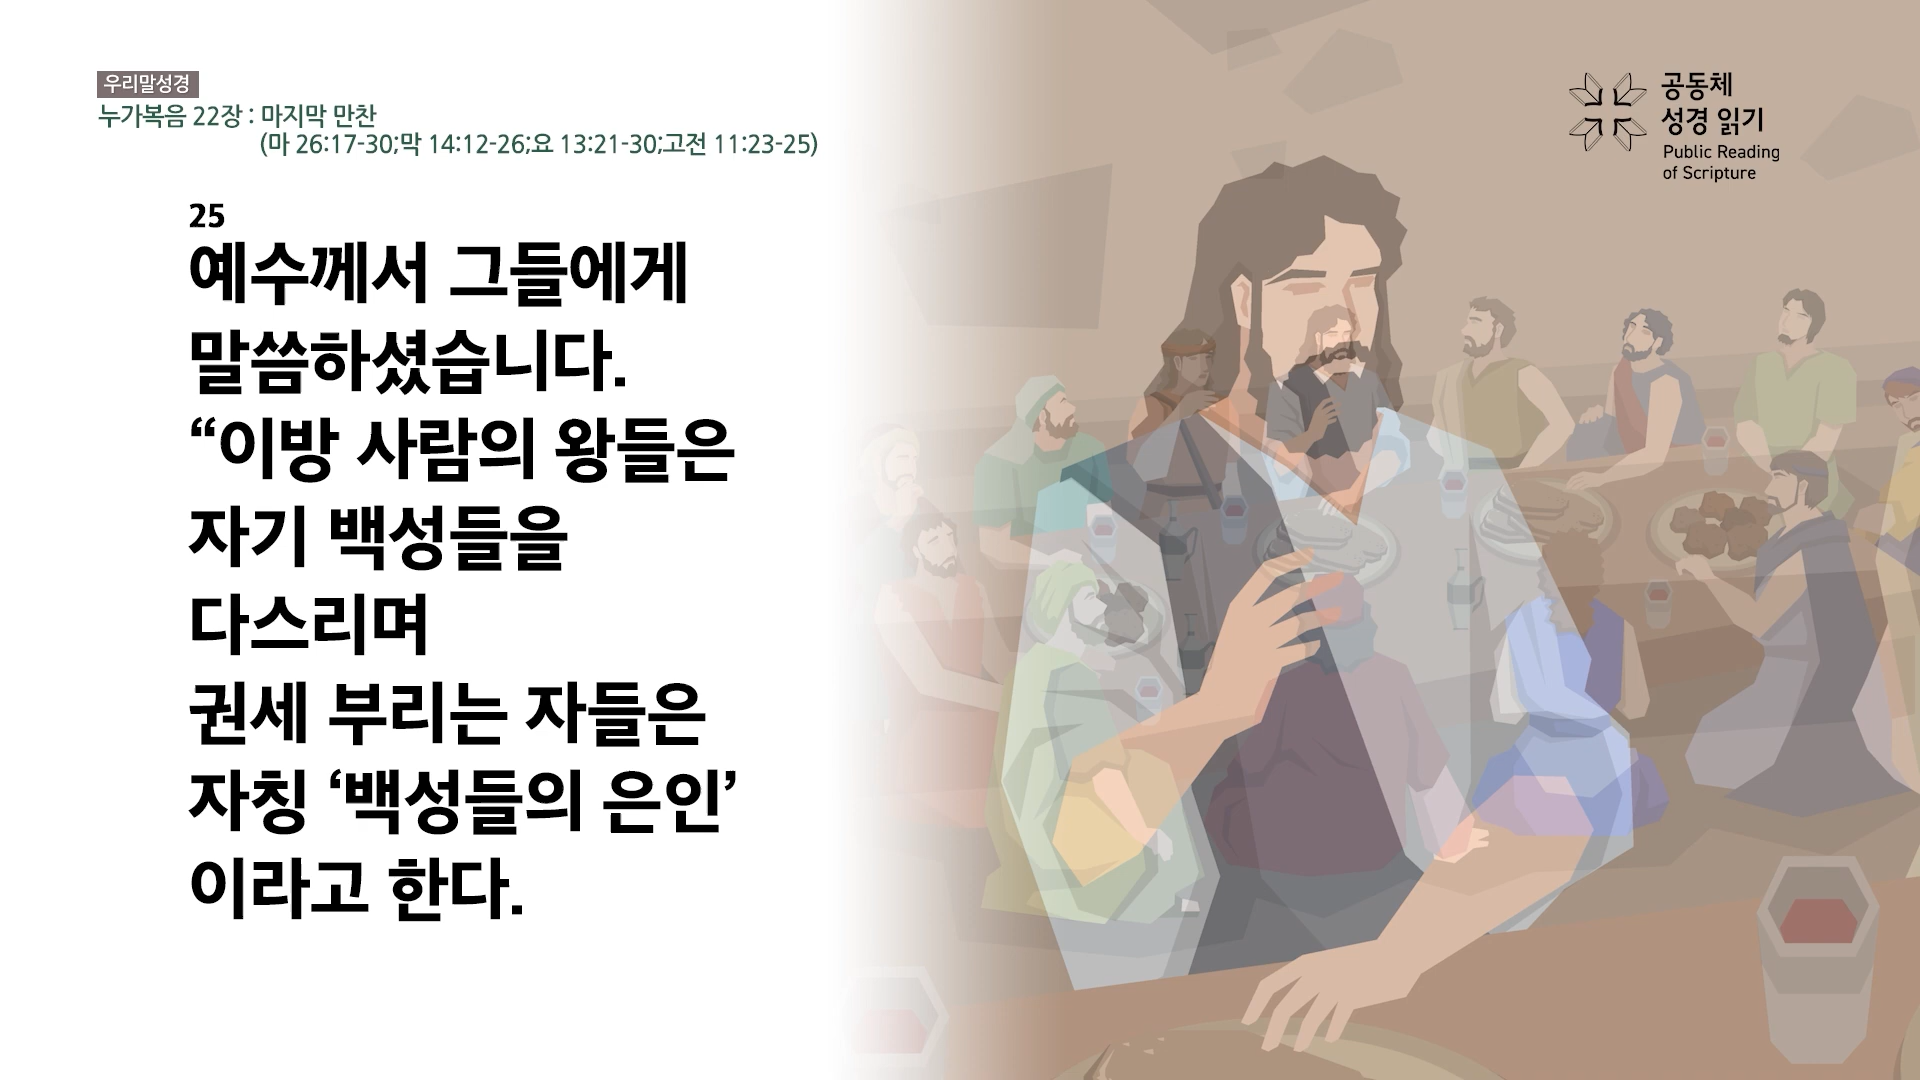 우리말성경
누가복음 22장 : 마지막 만찬
(마 26:17-30;막 14:12-26;요 13:21-30;고전 11:23-25)
25
예수께서 그들에게
말씀하셨습니다.
“이방 사람의 왕들은
자기 백성들을
다스리며
권세 부리는 자들은
자칭 ‘백성들의 은인’
이라고 한다.
공동체
성경 읽기
Public Reading
of Scripture